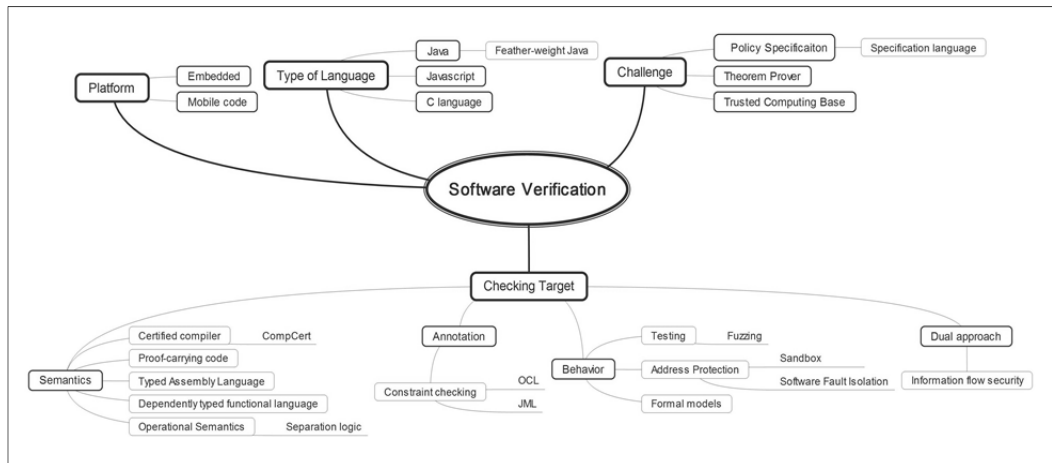 Platform
Embedded
Mobile code
Type of Language
Java
Feather-weight Java
Javascript
C language
Challenge
Policy Specificaiton
Specification language
Theorem Prover
Trusted Computing Base
Software Verification
Checking Target
Semantics
Certified compiler
CompCert
Proof-carrying code
Typed Assembly Language
Dependently typed functional language
Operational Semantics
Separation logic
Annotation
Constraint checking
OCL
JML
Behavior
Testing
Fuzzing
Address Protection
Sandbox
Software Fault Isolation
Formal models
Dual approach
Information flow security